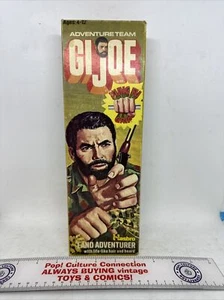 Ages 4-12
ADVENTURE TEAM
GI JOE
KUNG FU GRIP
LAND ADVENTURER
with life-like hair and beard
Pop! Culture Connection
ALWAYS BUYING vintage
TOYS & COMICS!